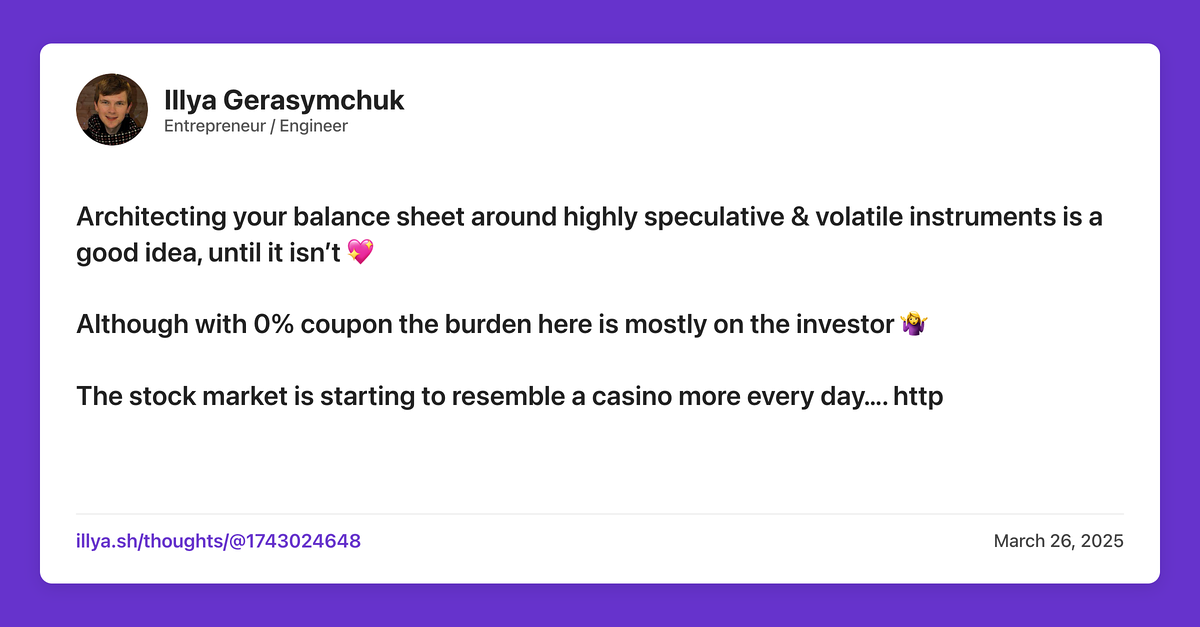 Illya Gerasymchuk
Entrepreneur / Engineer
Architecting your balance sheet around highly speculative & volatile instruments is a
good idea, until it isn’t 💖
Although with 0% coupon the burden here is mostly on the investor 🤷‍♀️
The stock market is starting to resemble a casino more every day…. http
illya.sh/thoughts/@1743024648
March 26, 2025